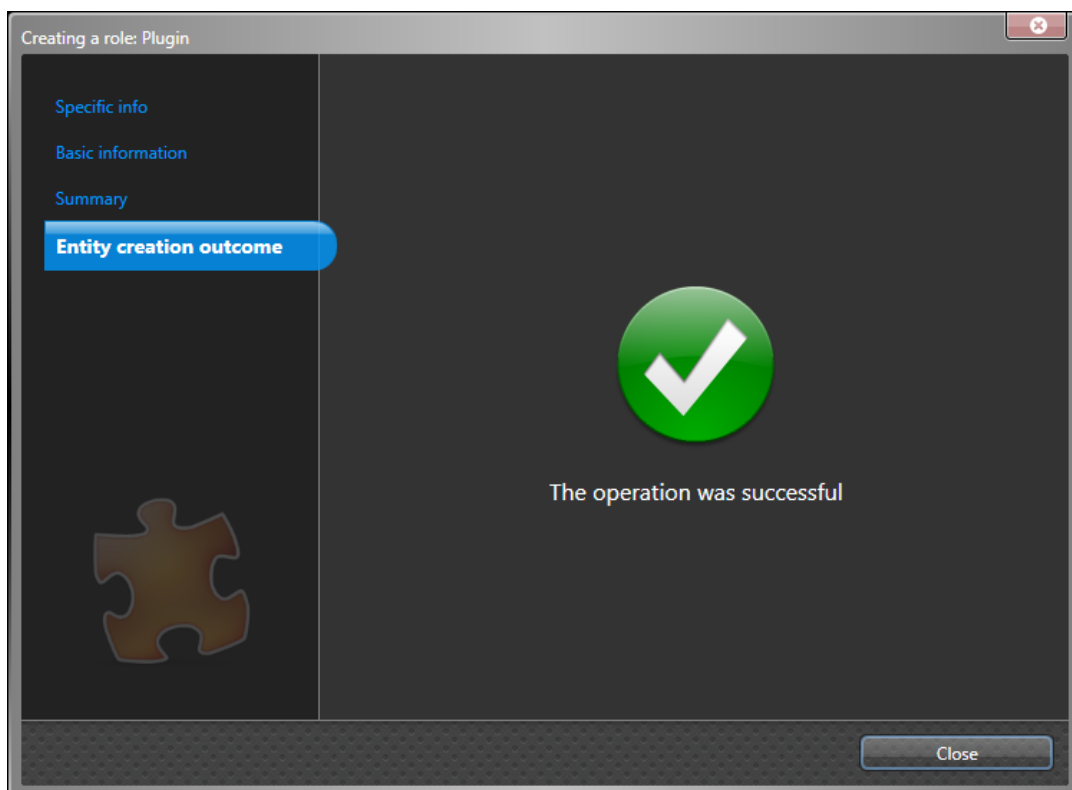 Creating a role: Plugin
Specific info
Basic information
Summary
Entity creation outcome
The operation was successful
Close